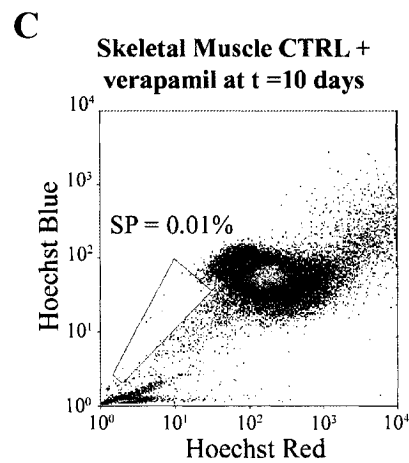 C
Skeletal Muscle CTRL +
verapamil at t =10 days
10⁴
10³
SP = 0.01%
10²
10¹
10⁰
Hoechst Blue
10⁰ 10¹ 10² 10³ 10⁴
Hoechst Red